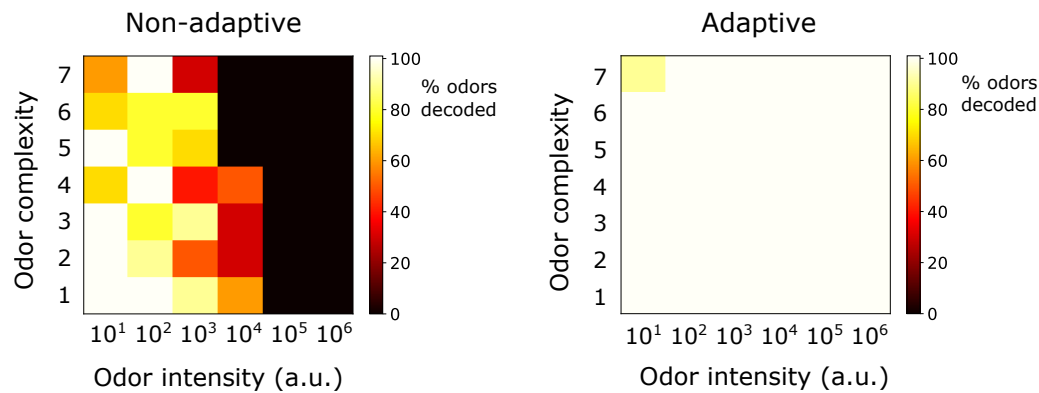 Non-adaptive
Odor complexity
7
6
5
4
3
2
1
10¹ 10² 10³ 10⁴ 10⁵ 10⁶
Odor intensity (a.u.)
100
80
60
40
20
0
% odors
decoded
Adaptive
Odor complexity
7
6
5
4
3
2
1
10¹ 10² 10³ 10⁴ 10⁵ 10⁶
Odor intensity (a.u.)
100
80
60
40
20
0
% odors
decoded